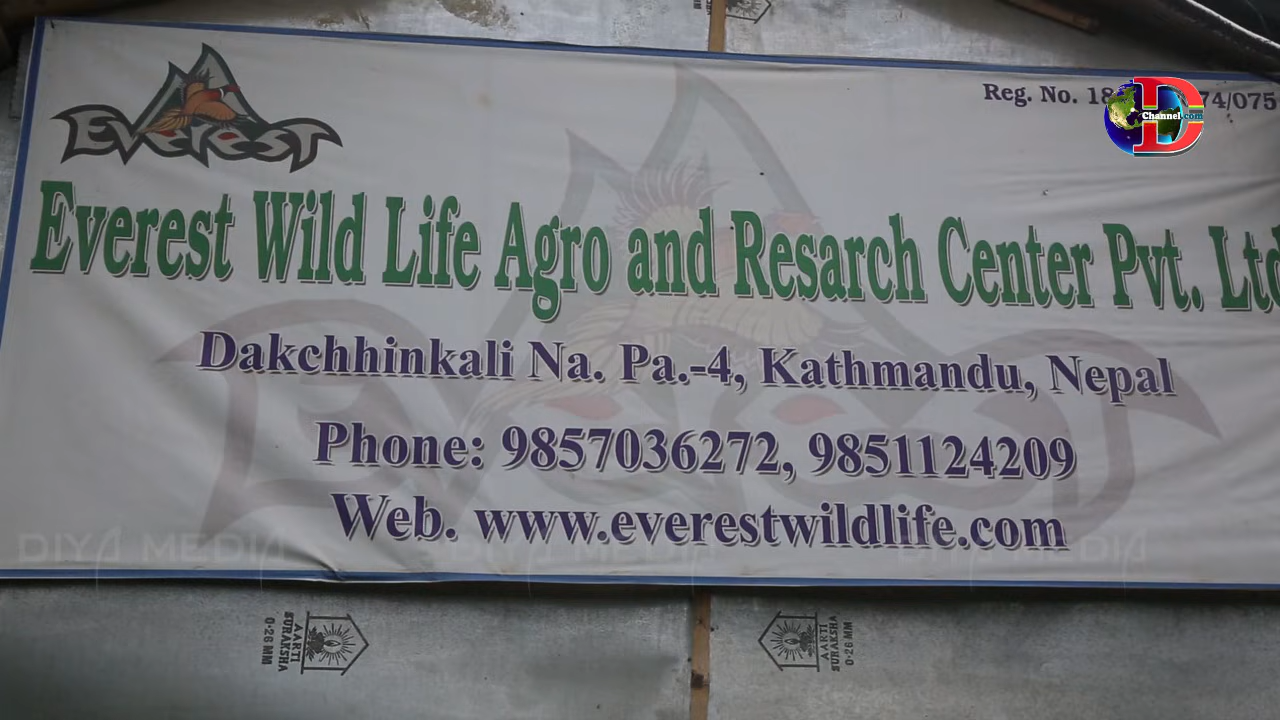 Everest
Reg. No. 18 74/075
Channel.com
Everest Wild Life Agro and Resarch Center Pvt. Ltd
Dakchhinkali Na. Pa.-4, Kathmandu, Nepal
Phone: 9857036272, 9851124209
Web. www.everestwildlife.com
DIYA MEDIA
AARTI
SURAKSHA
0·26 MM
AARTI
SURAKSHA
0·26 MM